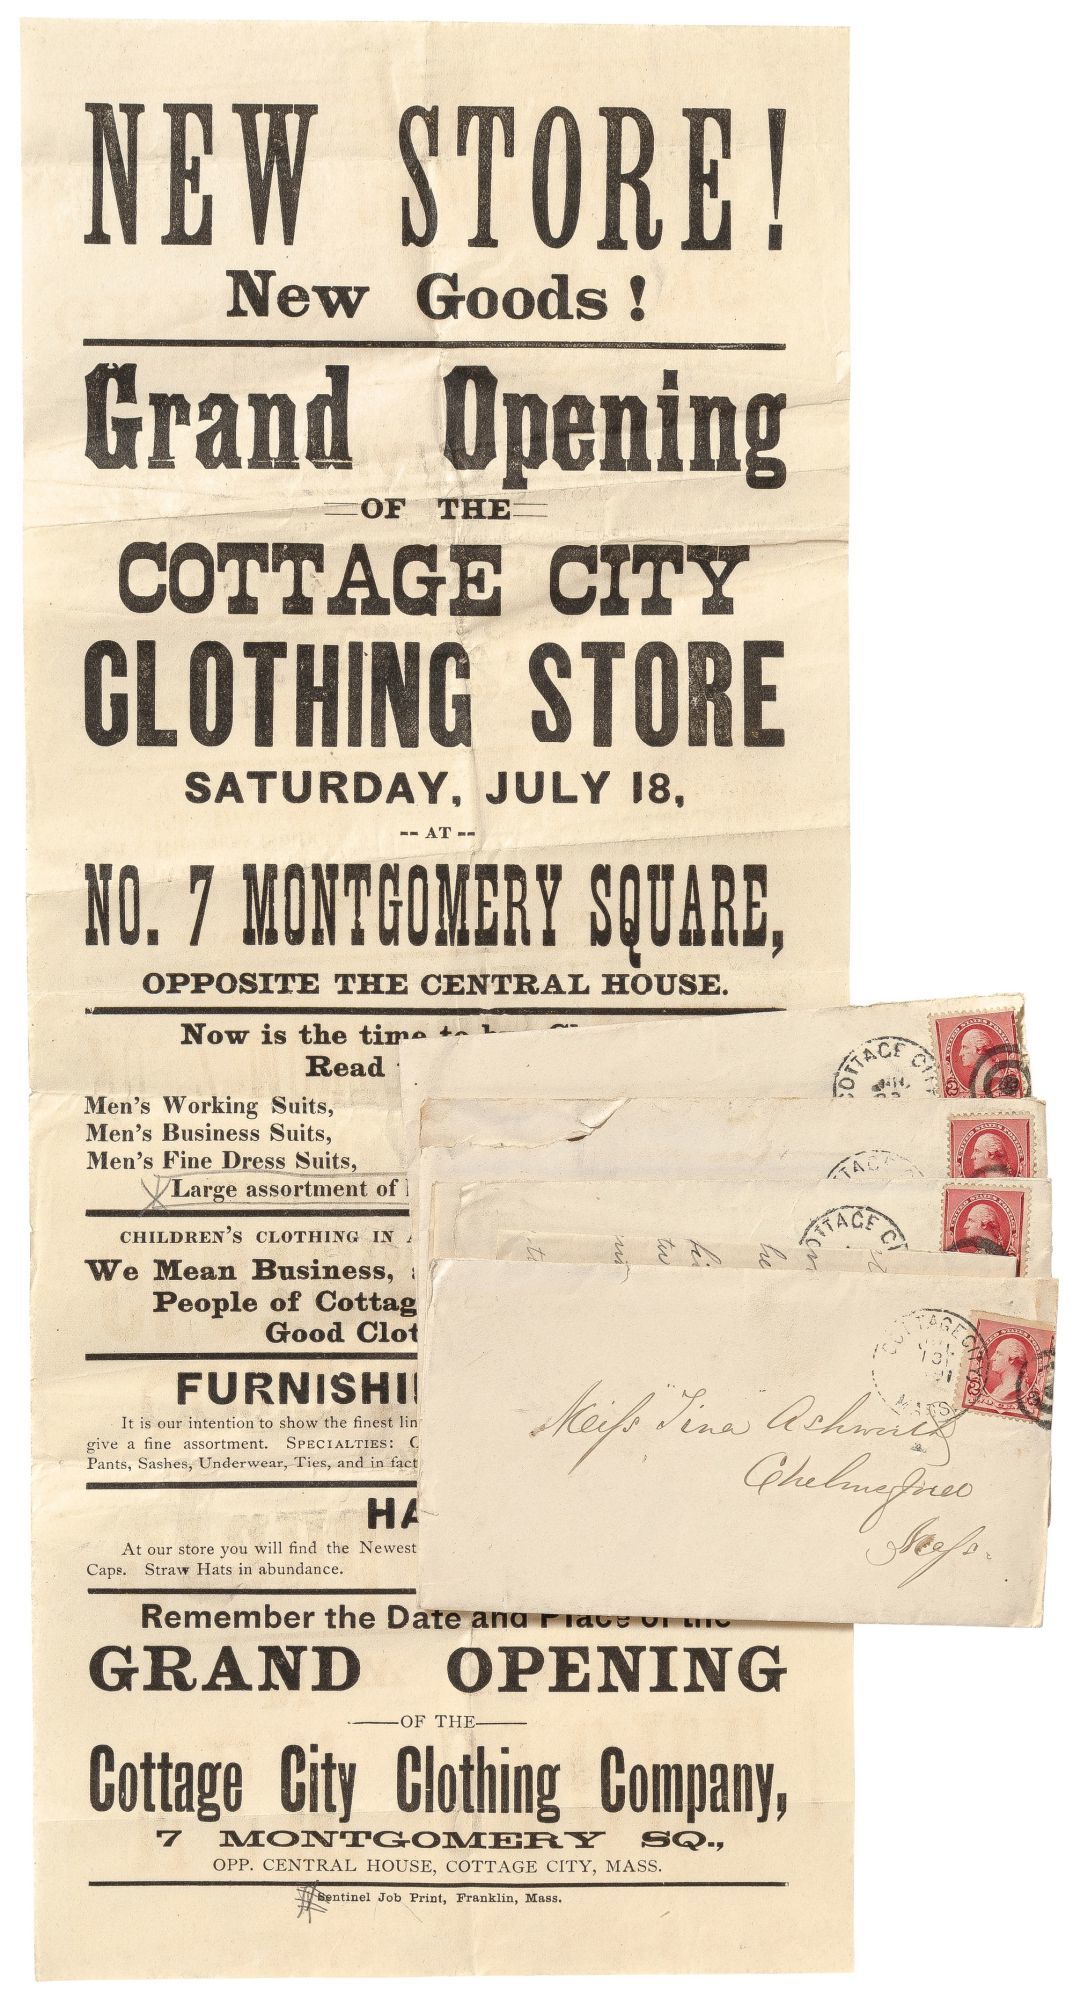 NEW STORE!
New Goods!
Grand Opening
OF THE
COTTAGE CITY
CLOTHING STORE
SATURDAY, JULY 18,
-- AT --
NO. 7 MONTGOMERY SQUARE,
OPPOSITE THE CENTRAL HOUSE.
Now is the time to
Read
Men's Working Suits,
Men's Business Suits,
Men's Fine Dress Suits,
Large assortment of
CHILDREN'S CLOTHING IN
We Mean Business,
People of Cottag
Good Clot
FURNISHI
It is our intention to show the finest lin
give a fine assortment. SPECIALTIES:
Pants, Sashes, Underwear, Ties, and in fact
HA
At our store you will find the Newest
Caps. Straw Hats in abundance.
Remember the Date and Place of the
GRAND OPENING
OF THE
Cottage City Clothing Company,
7 MONTGOMERY SQ.,
OPP. CENTRAL HOUSE, COTTAGE CITY, MASS.
Sentinel Job Print, Franklin, Mass.
COTTAGE CITY
COTTAGE CI
COTTAGE CITY
MASS
Miss "Tina" Ashworth
Chelmsford
Mass.